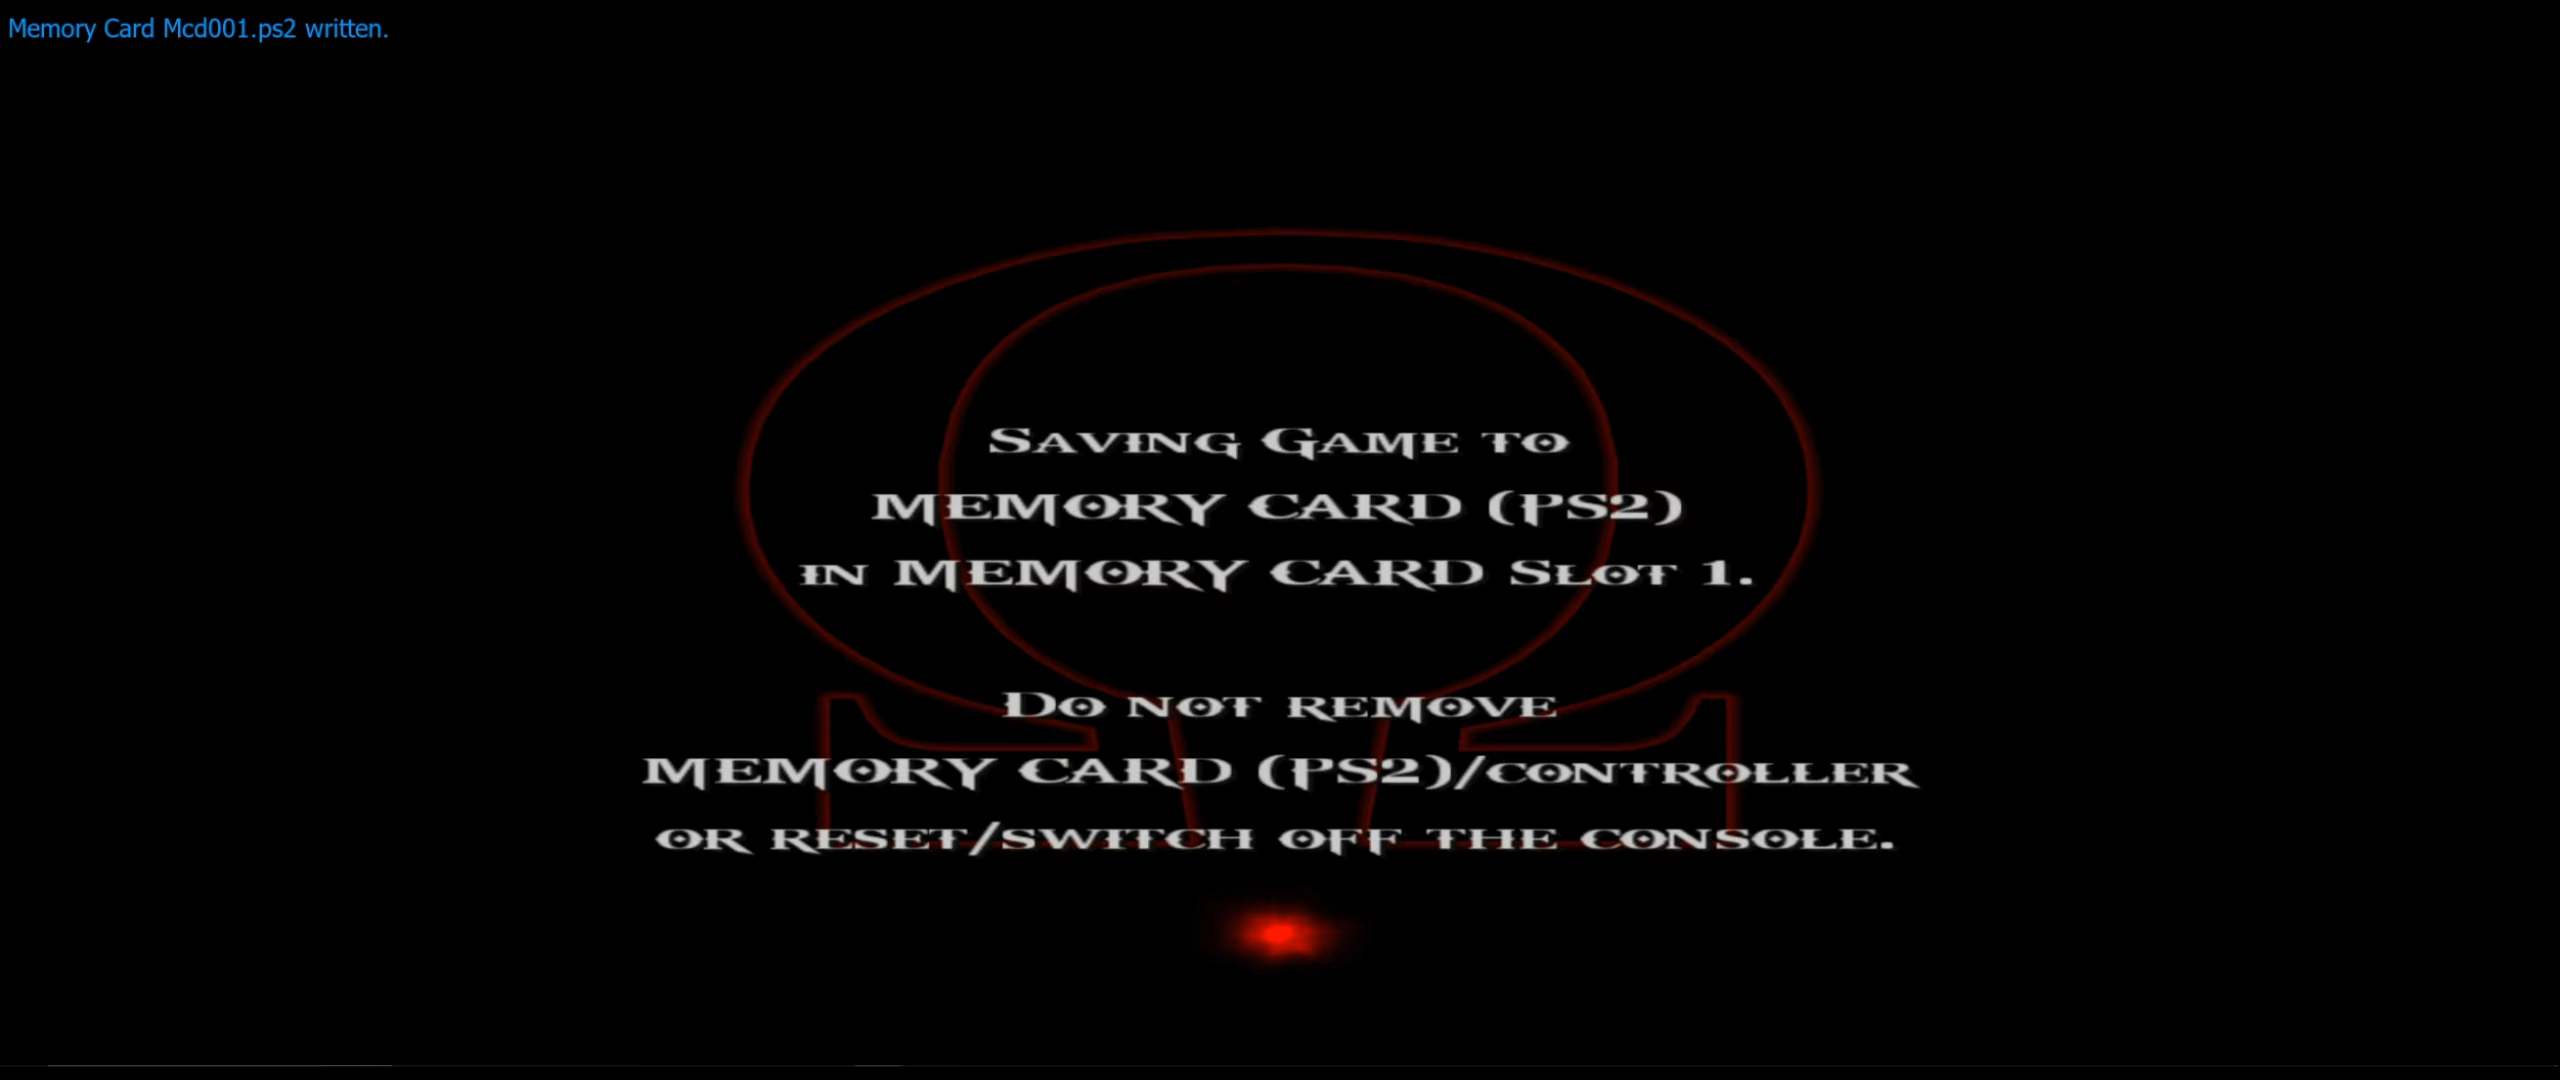 Memory Card Mcd001.ps2 written.
Saving Game to
MEMORY CARD (PS2)
in MEMORY CARD Slot 1.
Do not remove
MEMORY CARD (PS2)/controller
or reset/switch off the console.